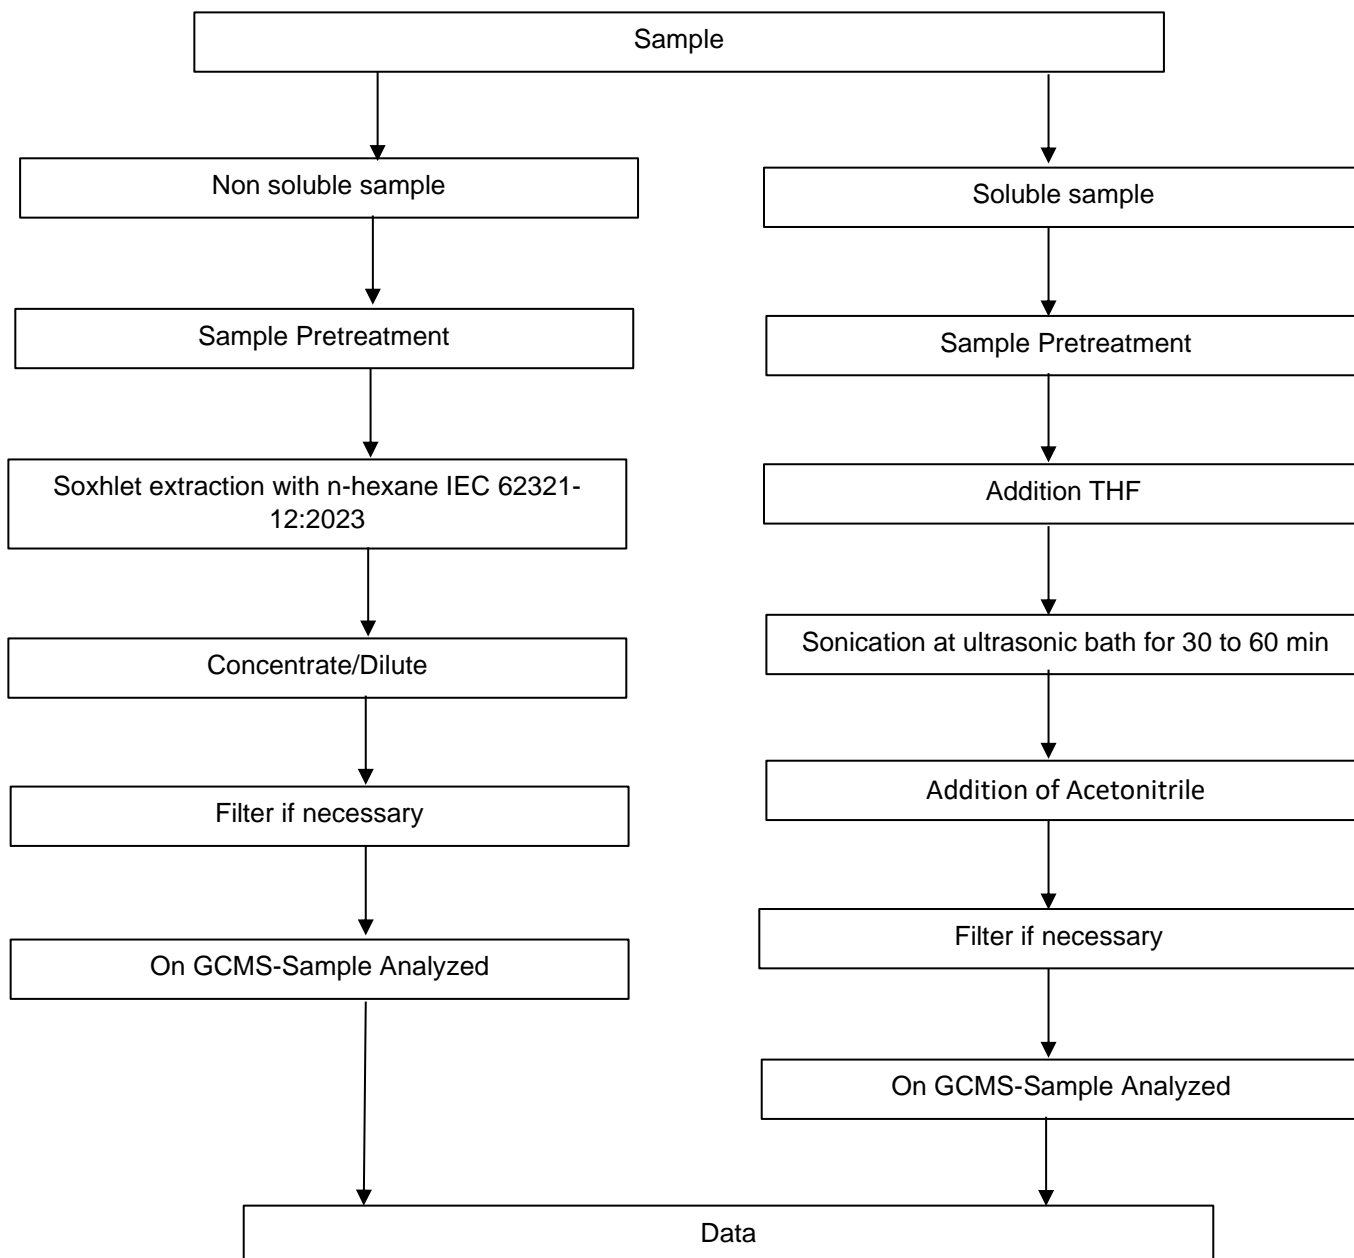 Sample
Non soluble sample
Sample Pretreatment
Soxhlet extraction with n-hexane IEC 62321-
12:2023
Concentrate/Dilute
Filter if necessary
On GCMS-Sample Analyzed
Soluble sample
Sample Pretreatment
Addition THF
Sonication at ultrasonic bath for 30 to 60 min
Addition of Acetonitrile
Filter if necessary
On GCMS-Sample Analyzed
Data